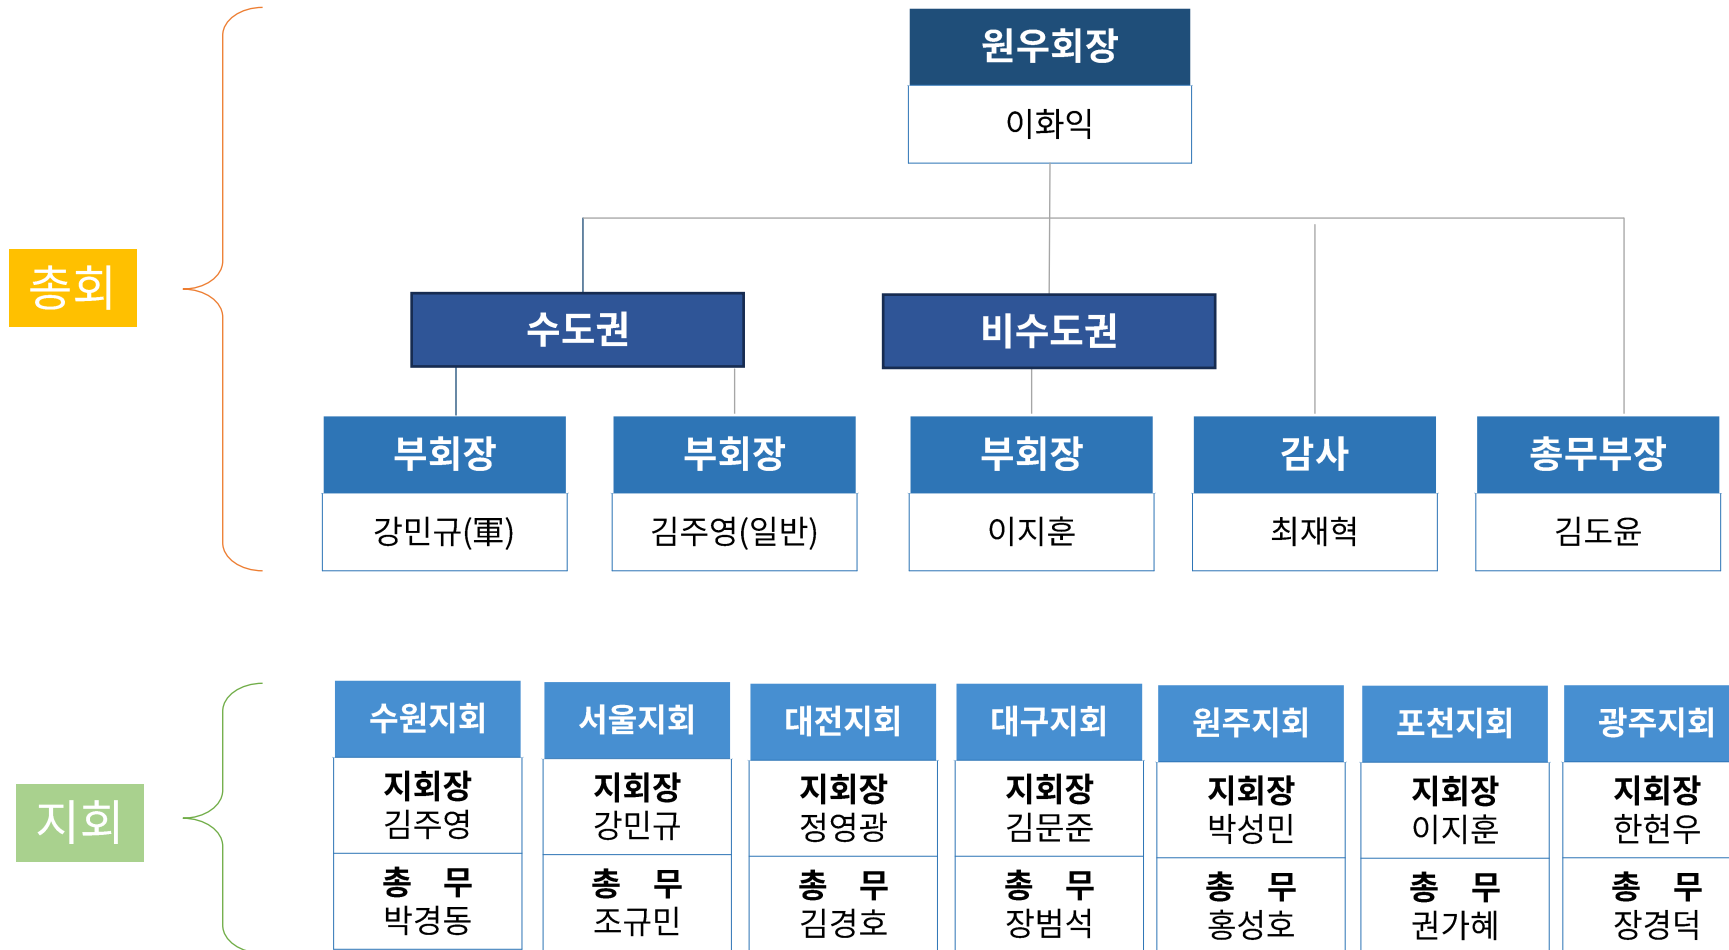 원우회장
이화익
총회
수도권
비수도권
부회장
강민규(軍)
부회장
김주영(일반)
부회장
이지훈
감사
최재혁
총무부장
김도윤
지회
수원지회
지회장
김주영
총 무
박경동
서울지회
지회장
강민규
총 무
조규민
대전지회
지회장
정영광
총 무
김경호
대구지회
지회장
김문준
총 무
장범석
원주지회
지회장
박성민
총 무
홍성호
포천지회
지회장
이지훈
총 무
권가혜
광주지회
지회장
한현우
총 무
장경덕